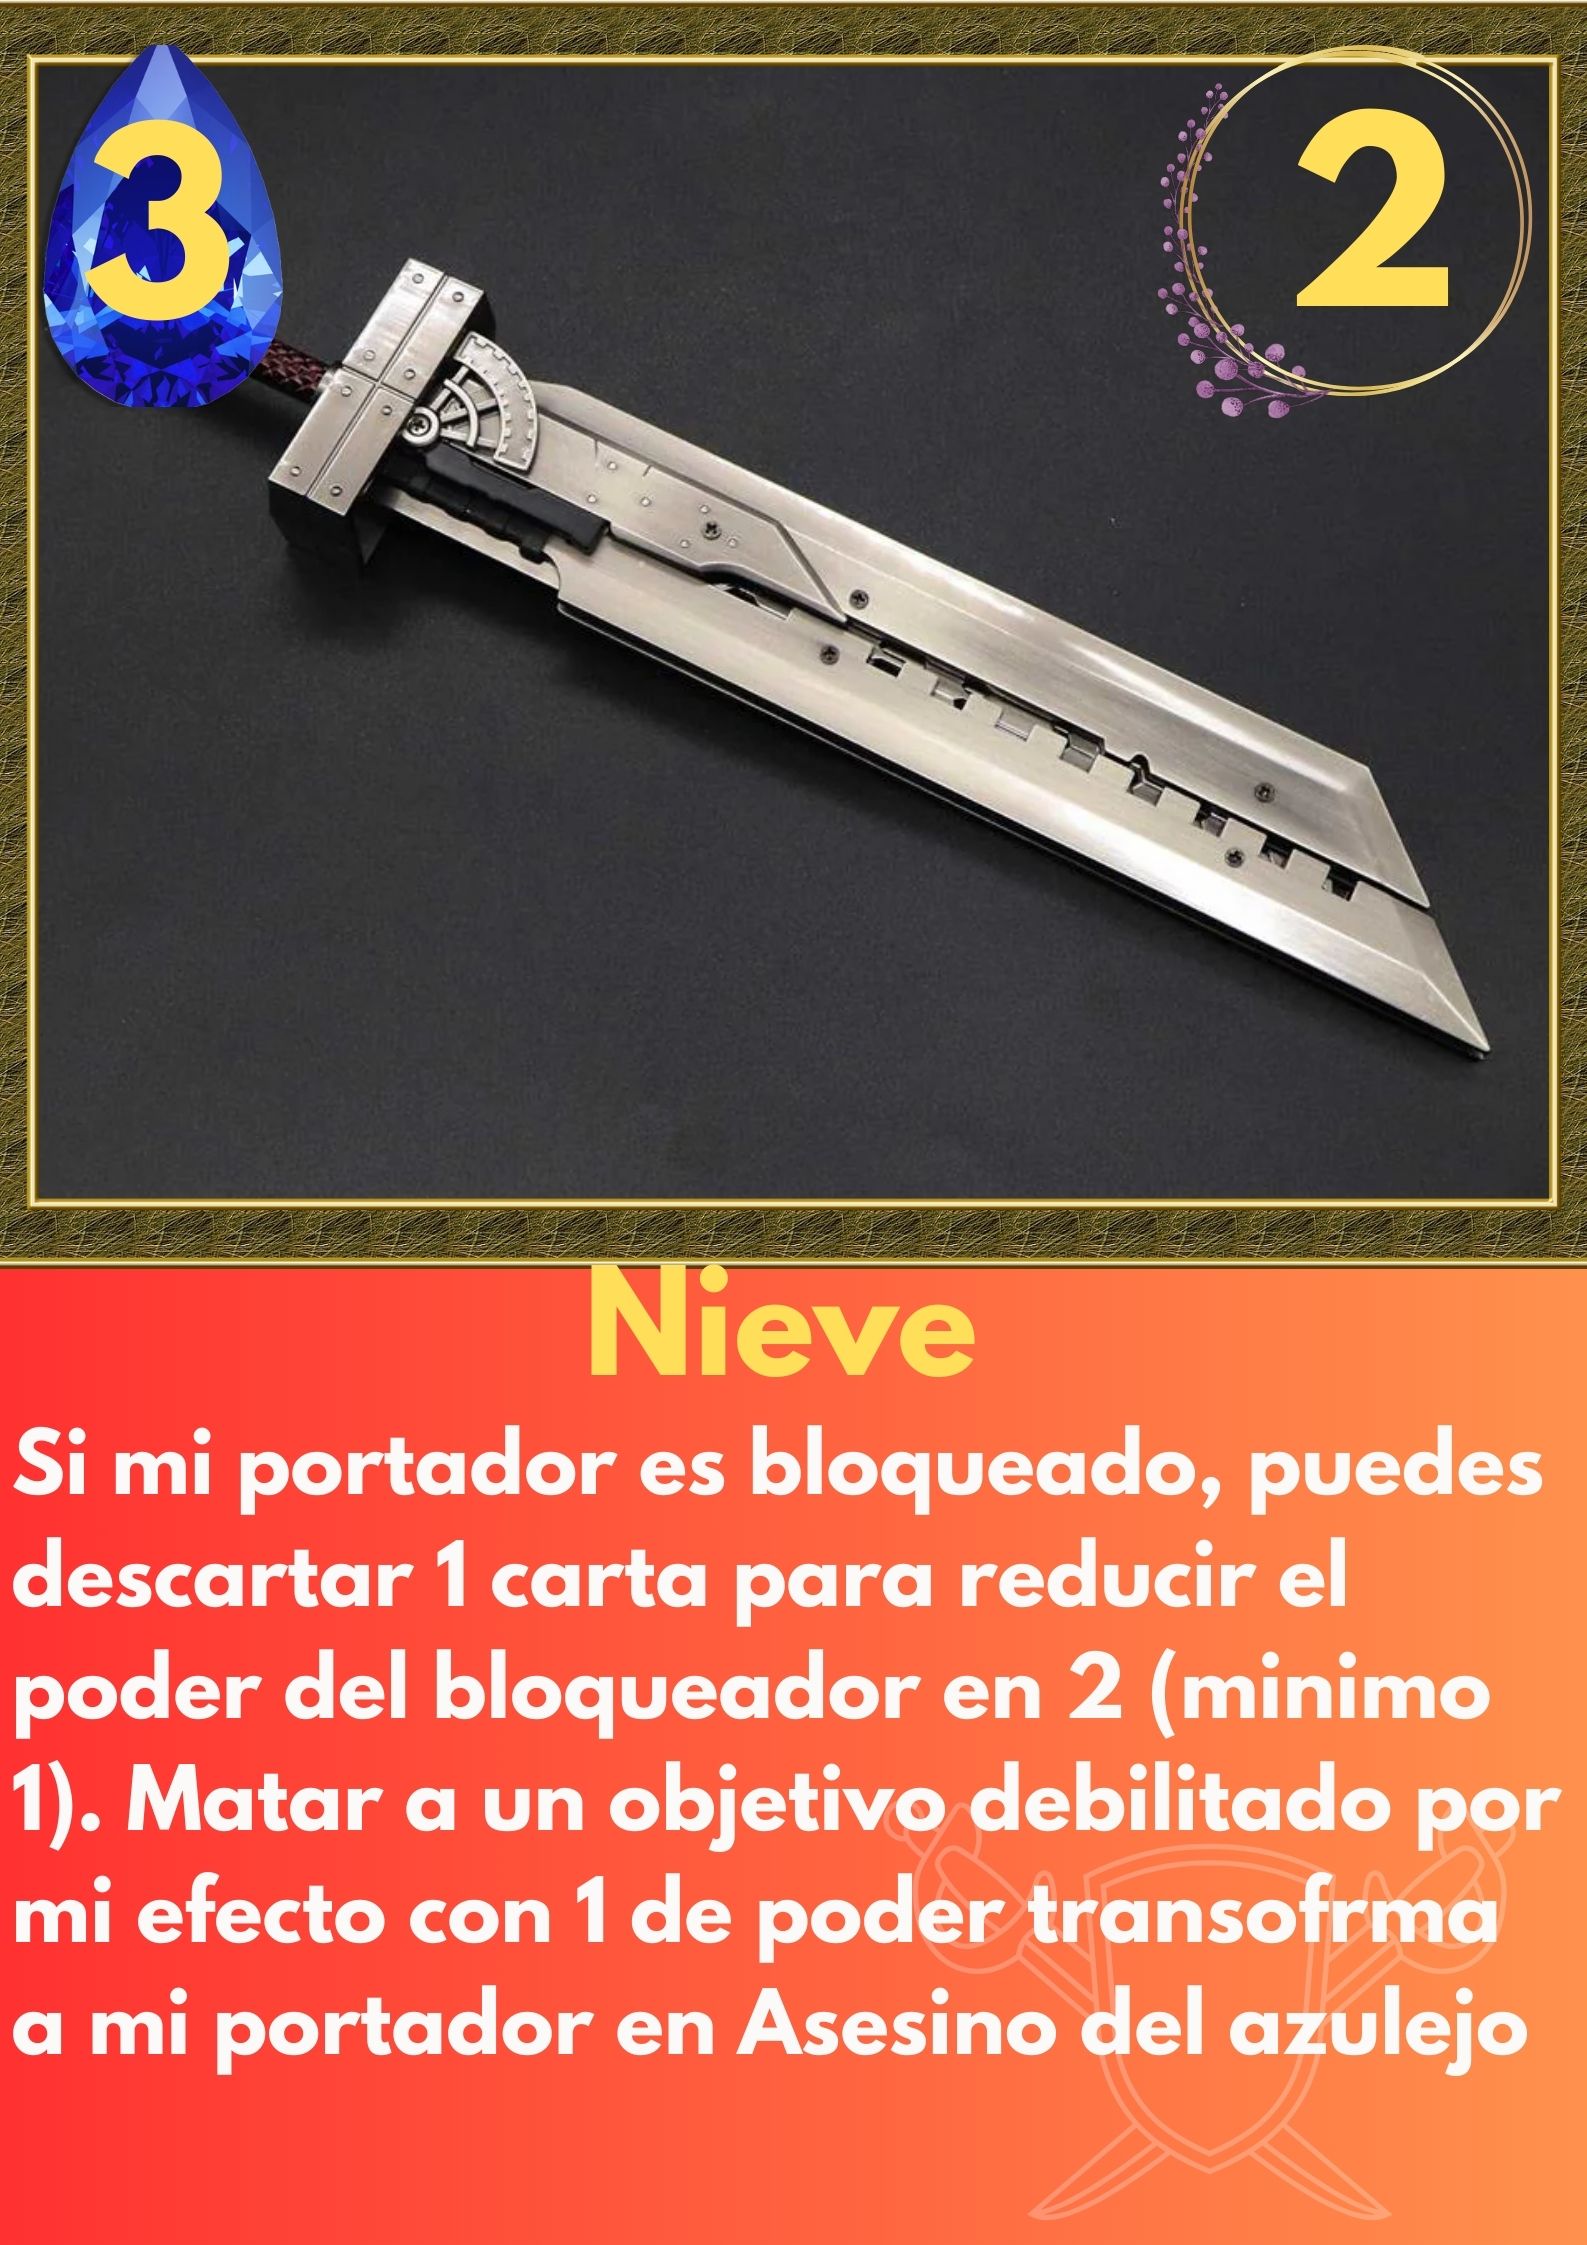 3
2
Nieve
Si mi portador es bloqueado, puedes
descartar 1 carta para reducir el
poder del bloqueador en 2 (minimo
1). Matar a un objetivo debilitado por
mi efecto con 1 de poder transofrma
a mi portador en Asesino del azulejo